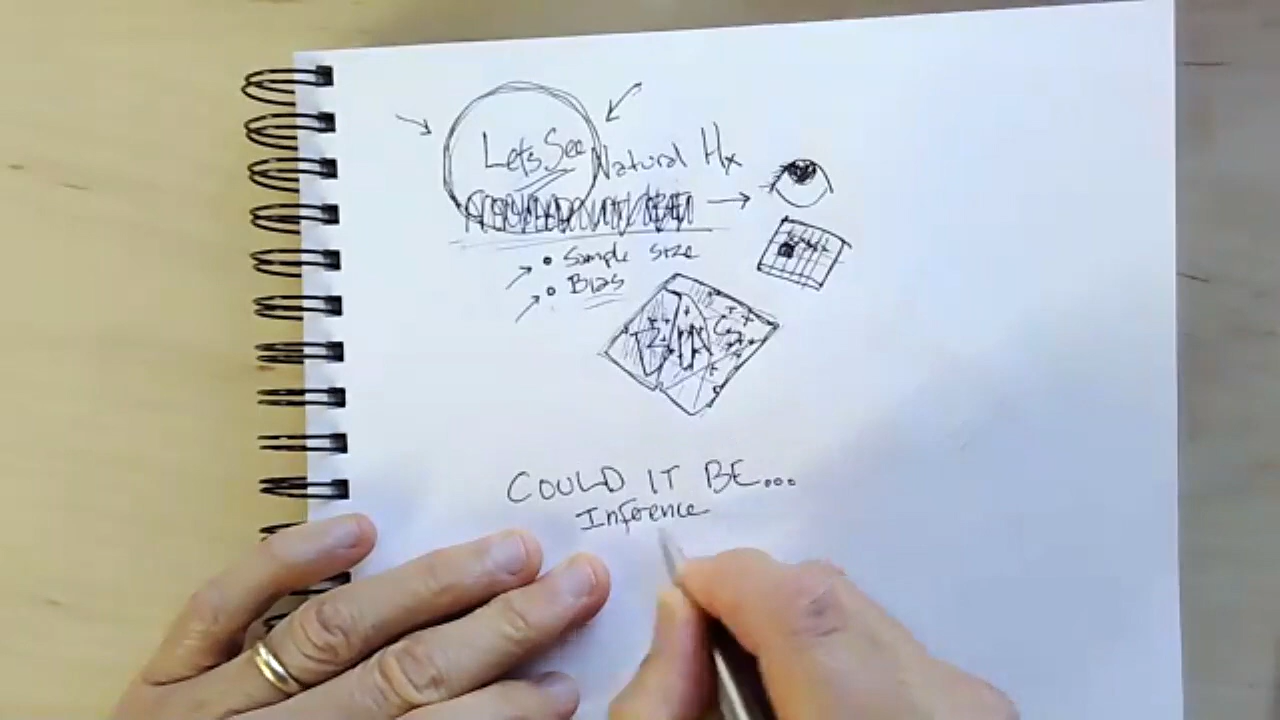 Lets See
Natural Hx
• Sample size
• Bias
COULD IT BE...
Inference